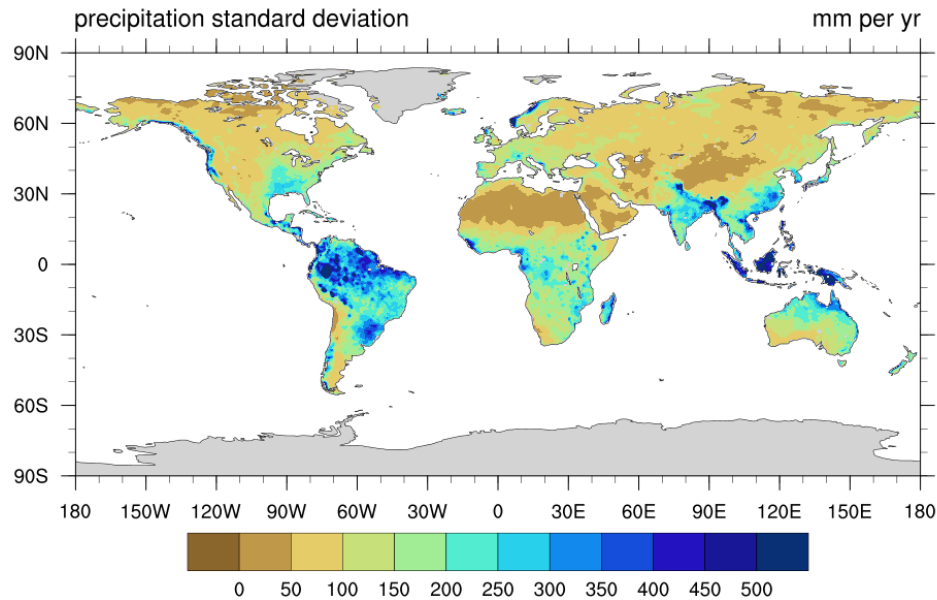 precipitation standard deviation mm per yr
90N
60N
30N
0
30S
60S
90S
180 150W 120W 90W 60W 30W 0 30E 60E 90E 120E 150E 180
0 50 100 150 200 250 300 350 400 450 500